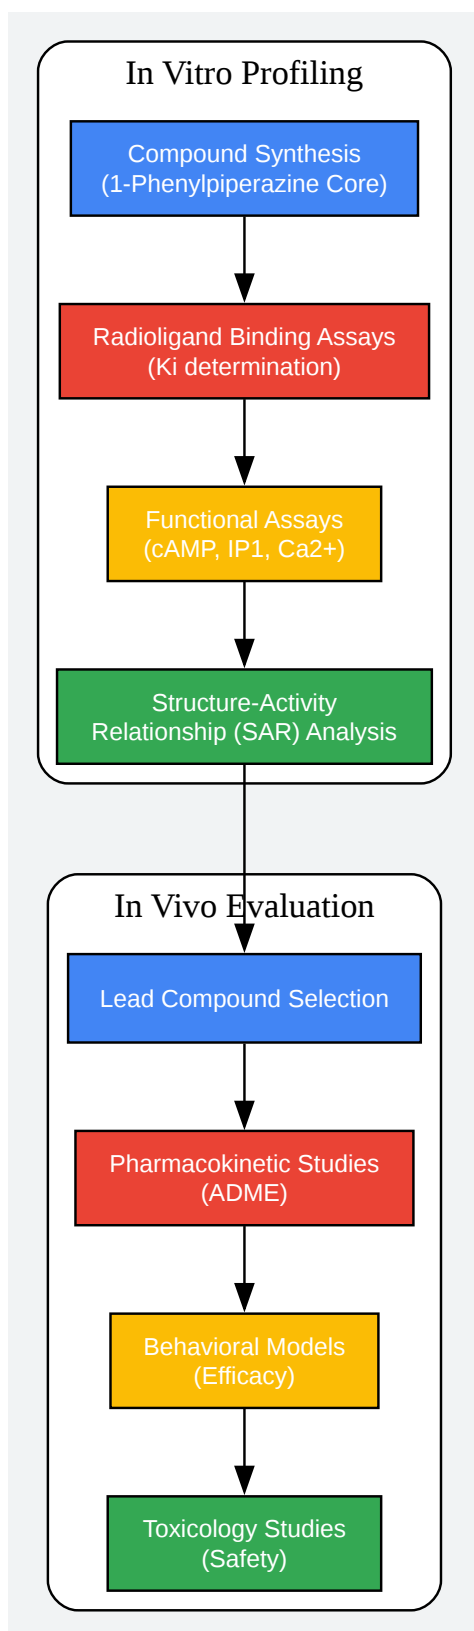 In Vitro Profiling
Compound Synthesis
(1-Phenylpiperazine Core)
Radioligand Binding Assays
(Ki determination)
Functional Assays
(cAMP, IP1, Ca2+)
Structure-Activity
Relationship (SAR) Analysis
In Vivo Evaluation
Lead Compound Selection
Pharmacokinetic Studies
(ADME)
Behavioral Models
(Efficacy)
Toxicology Studies
(Safety)